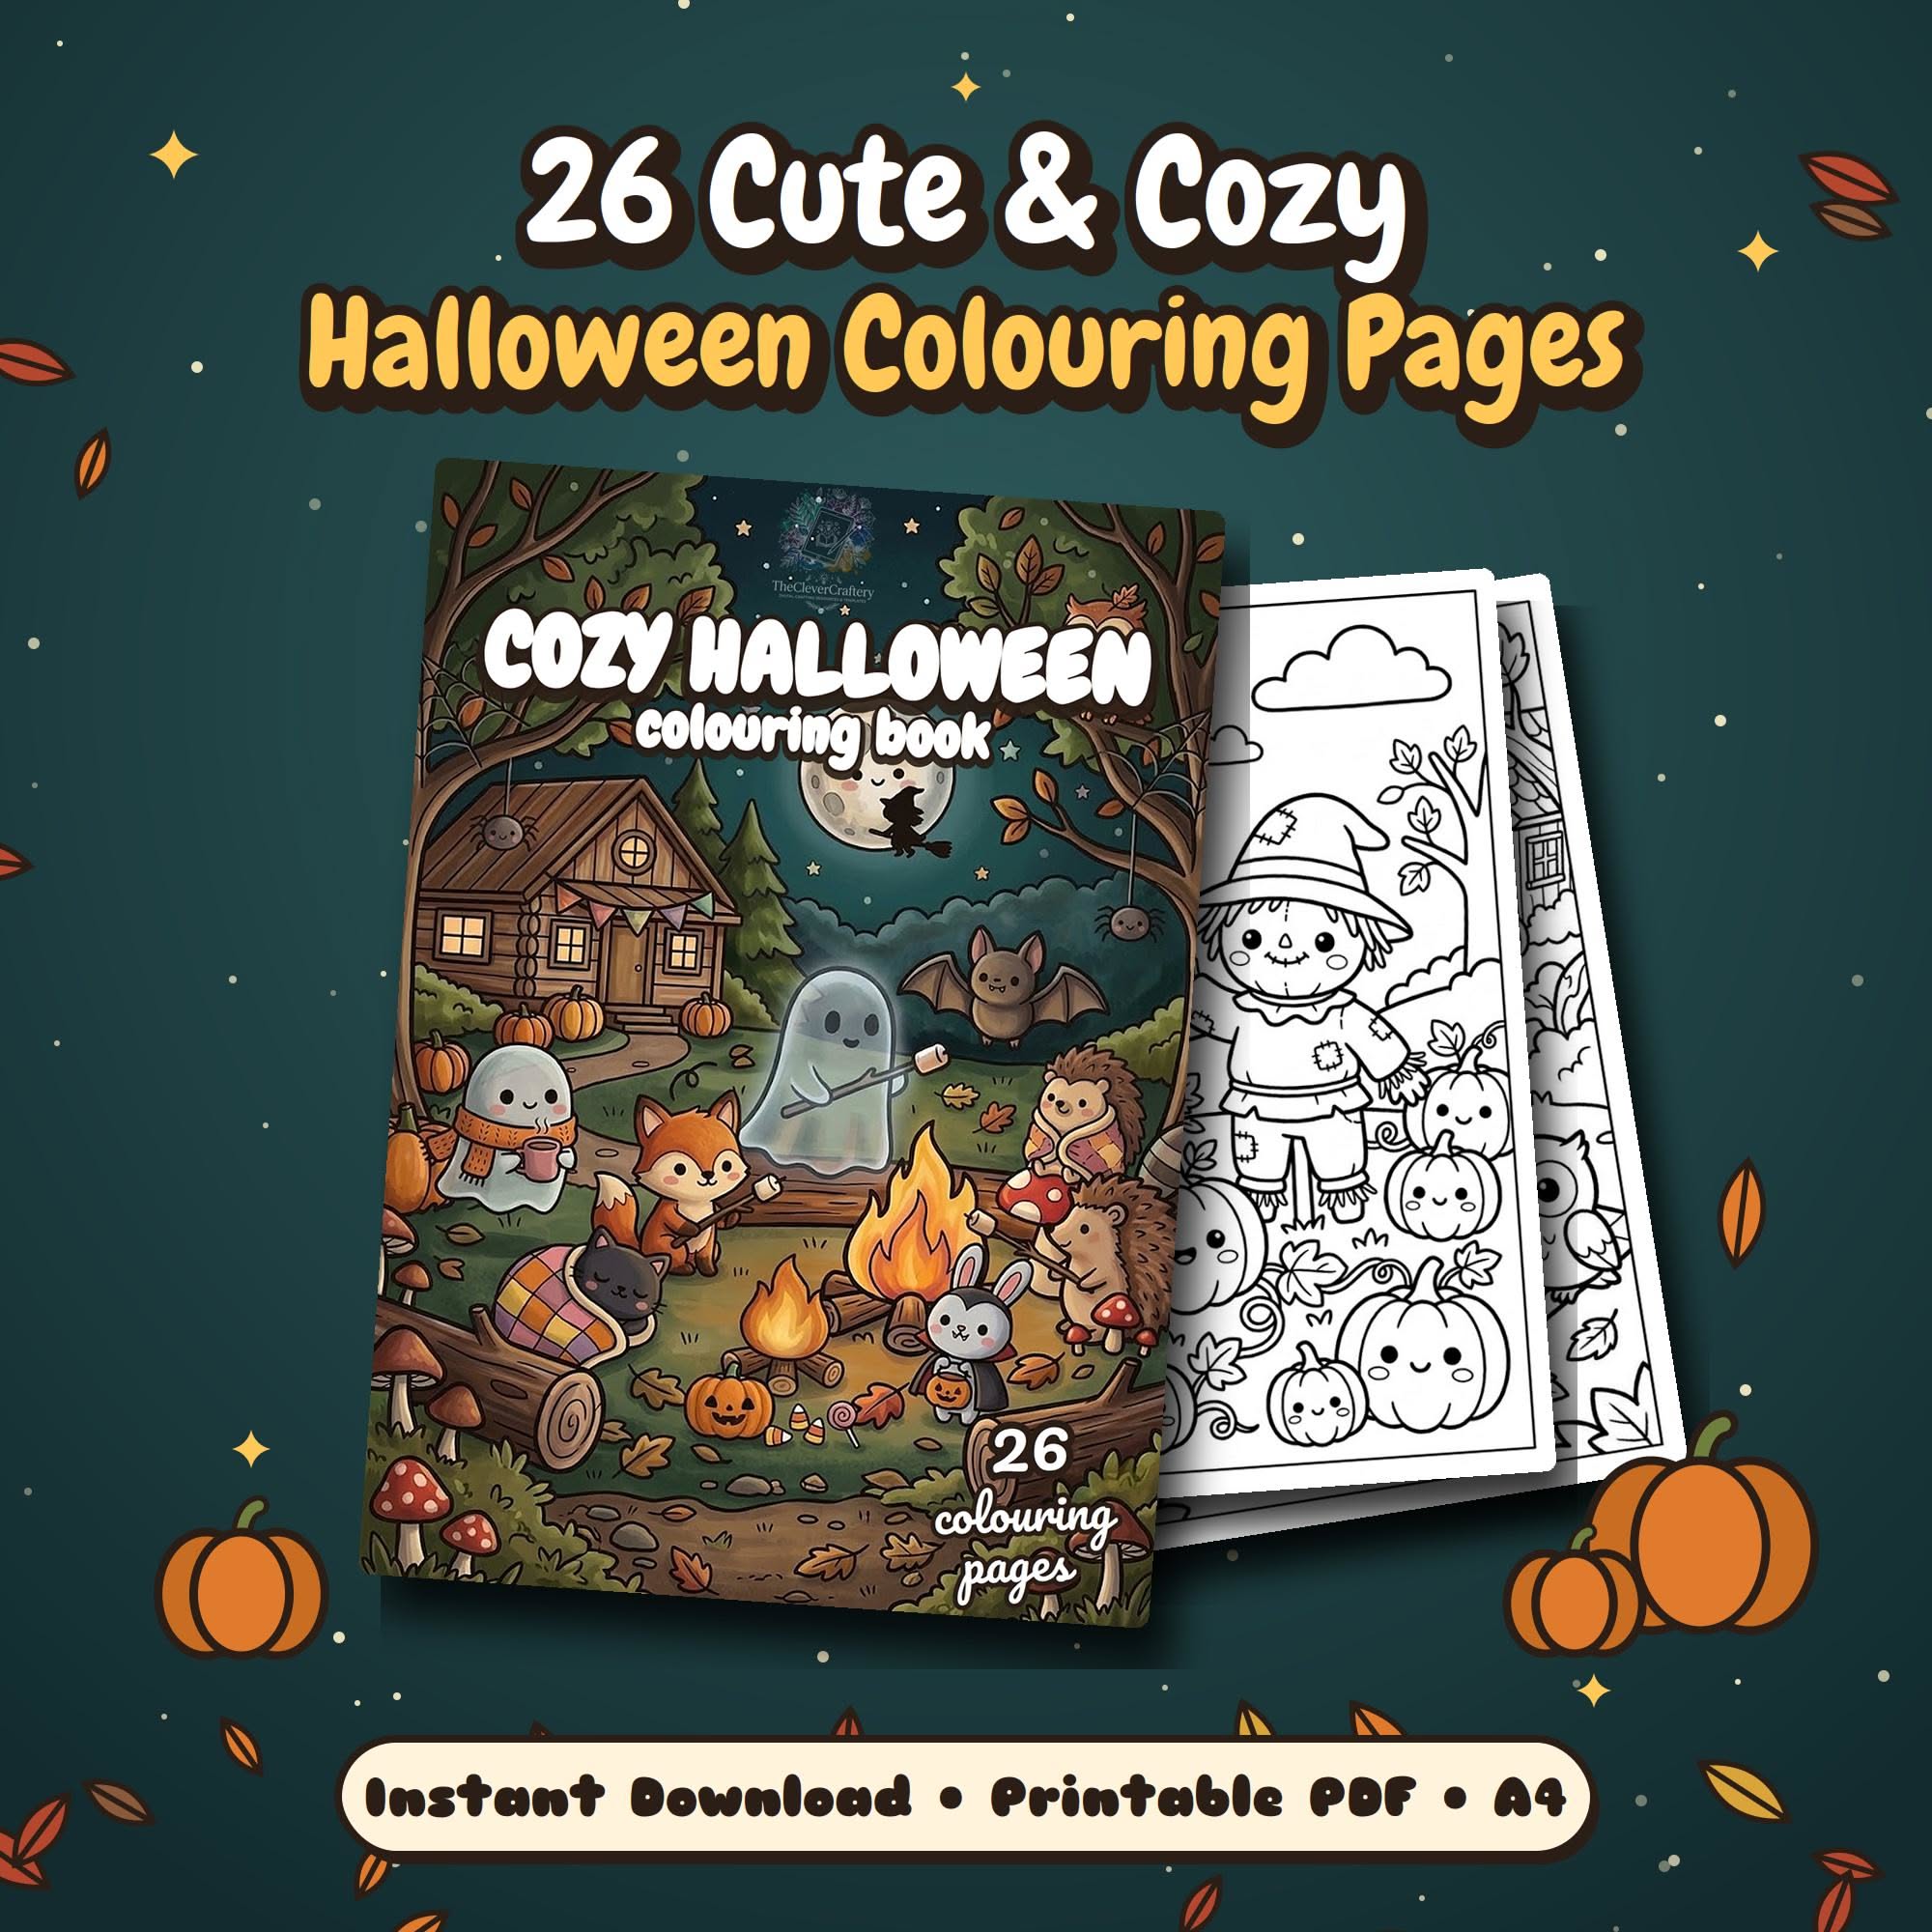 26 Cute & Cozy
Halloween Colouring Pages
TheCleverCraftery
COZY HALLOWEEN
colouring book
26
colouring
pages
Instant Download • Printable PDF • A4